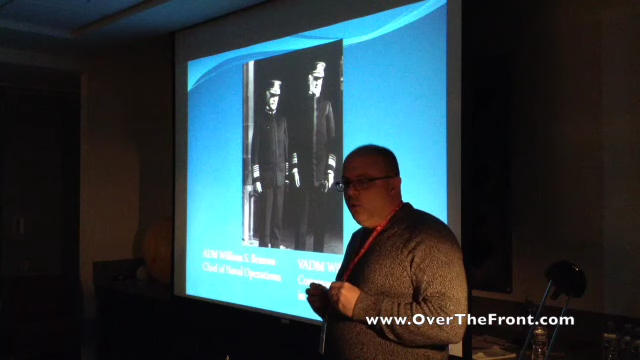 ADM William S. Benson
Chief of Naval Operations
VADM W
www.OverTheFront.com